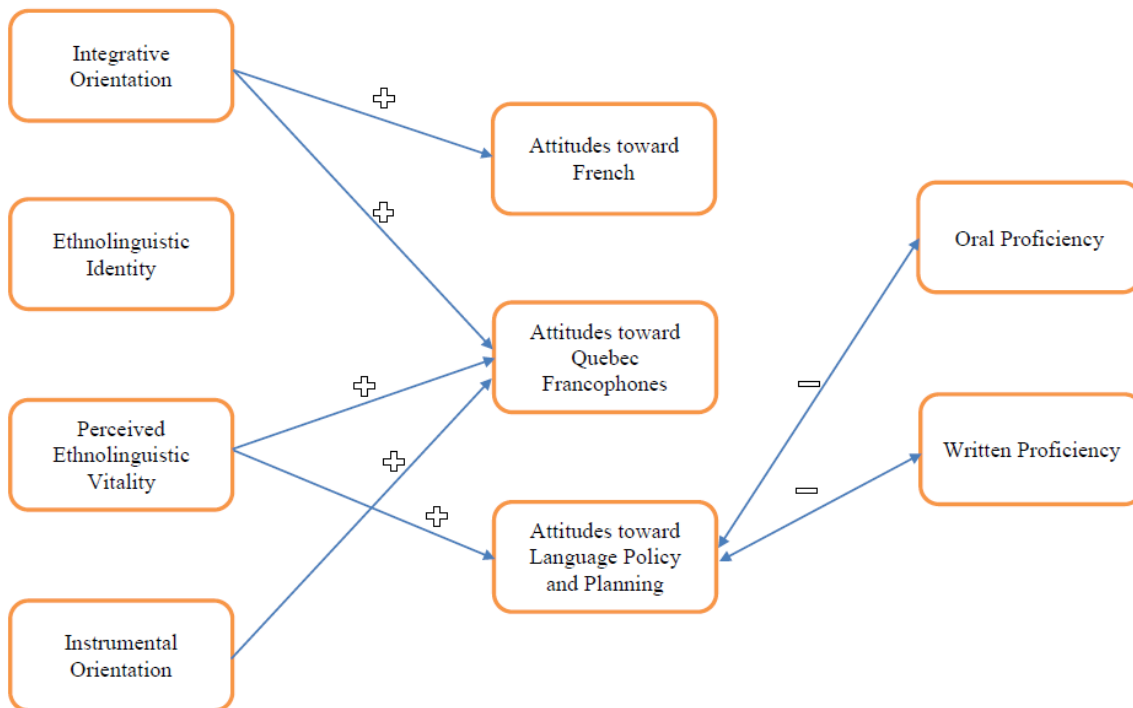 Integrative
Orientation
Ethnolinguistic
Identity
Perceived
Ethnolinguistic
Vitality
Instrumental
Orientation
Attitudes toward
French
Attitudes toward
Quebec
Francophones
Attitudes toward
Language Policy
and Planning
Oral Proficiency
Written Proficiency